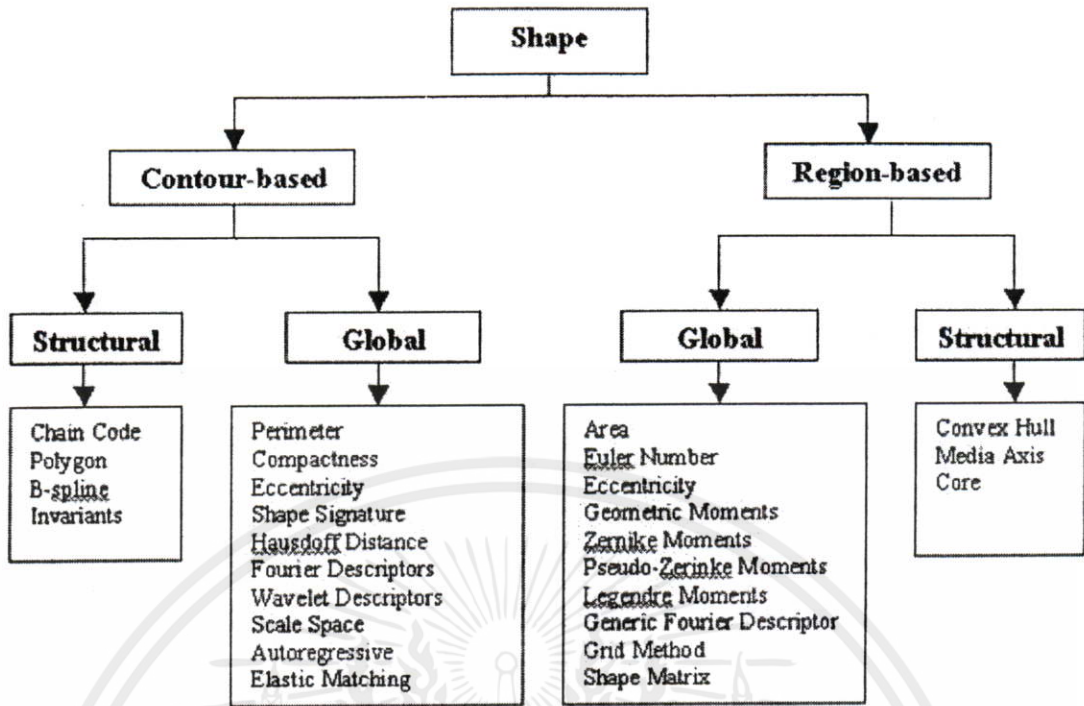 Shape
Contour-based
Region-based
Structural
Global
Global
Structural
Chain Code
Polygon
B-spline
Invariants
Perimeter
Compactness
Eccentricity
Shape Signature
Hausdoff Distance
Fourier Descriptors
Wavelet Descriptors
Scale Space
Autoregressive
Elastic Matching
Area
Euler Number
Eccentricity
Geometric Moments
Zernike Moments
Pseudo-Zerinke Moments
Legendre Moments
Generic Fourier Descriptor
Grid Method
Shape Matrix
Convex Hull
Media Axis
Core